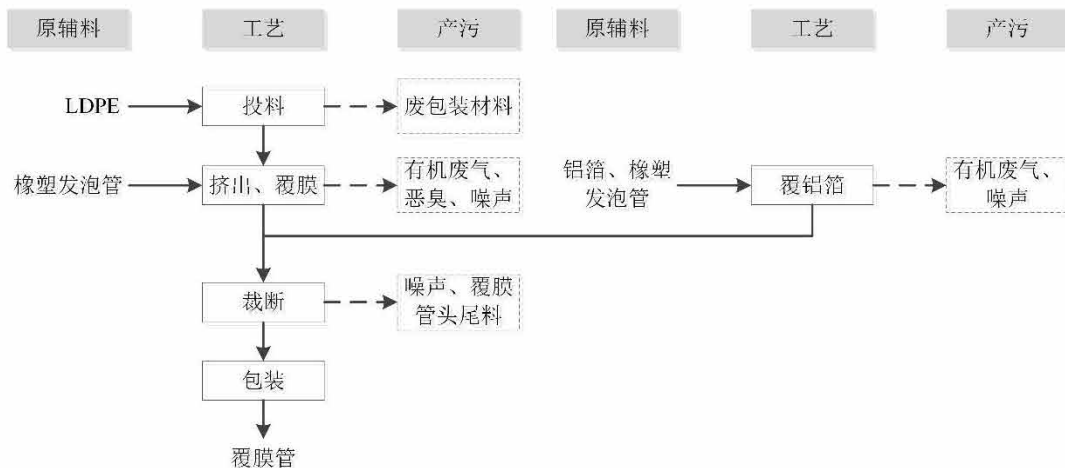 原辅料
工艺
产污
原辅料
工艺
产污
LDPE
投料
废包装材料
橡塑发泡管
挤出、覆膜
有机废气、
恶臭、噪声
铝箔、橡塑
发泡管
覆铝箔
有机废气、
噪声
裁断
噪声、覆膜
管头尾料
包装
覆膜管